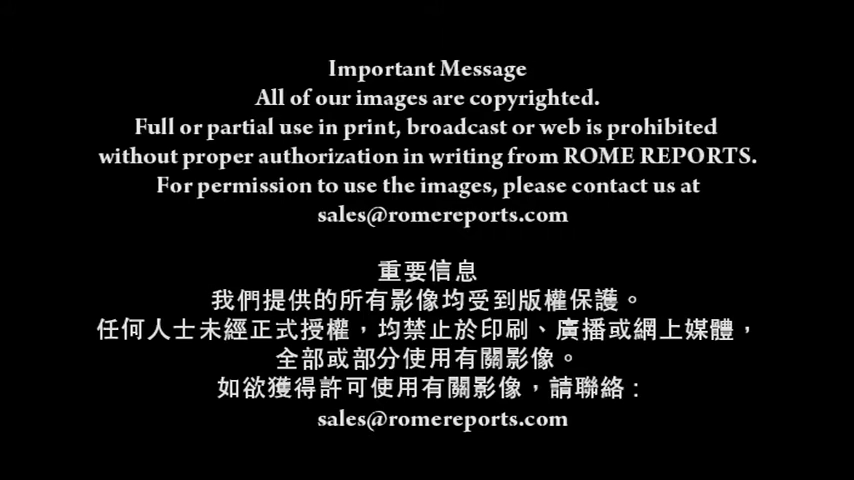 Important Message
All of our images are copyrighted.
Full or partial use in print, broadcast or web is prohibited
without proper authorization in writing from ROME REPORTS.
For permission to use the images, please contact us at
sales@romereports.com
重要信息
我們提供的所有影像均受到版權保護。
任何人士未經正式授權，均禁止於印刷、廣播或網上媒體，
全部或部分使用有關影像。
如欲獲得許可使用有關影像，請聯絡：
sales@romereports.com